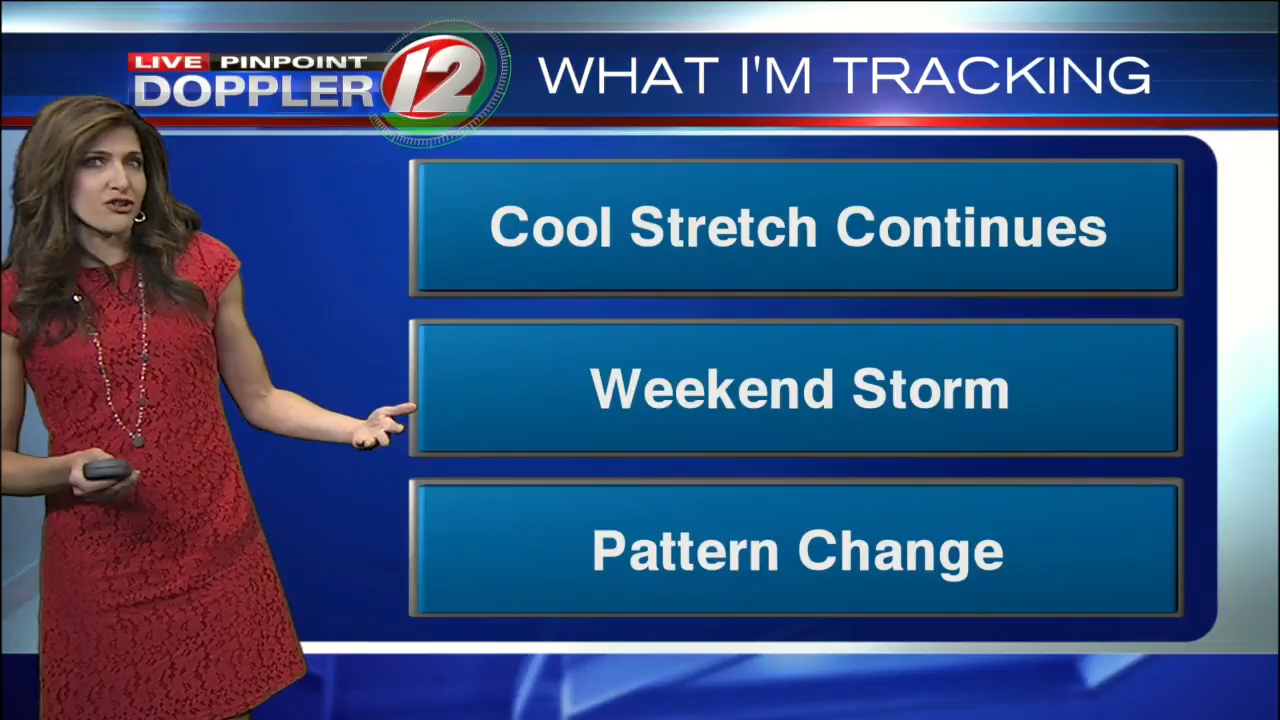 LIVE PINPOINT
DOPPLER 12
WHAT I'M TRACKING
Cool Stretch Continues
Weekend Storm
Pattern Change